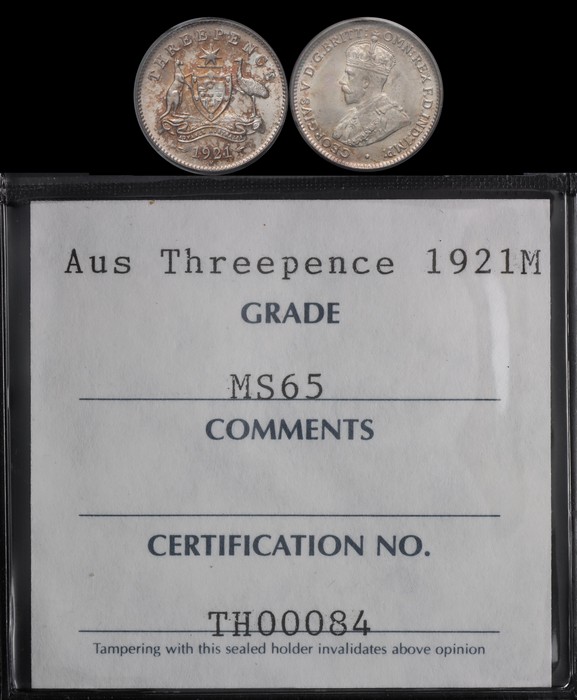 THREEPENCE
1921
GEORGIVS V D.G.BRITT: OMN:REX F.D.IND:IMP:
Aus Threepence 1921M
GRADE
MS65
COMMENTS
CERTIFICATION NO.
TH00084
Tampering with this sealed holder invalidates above opinion